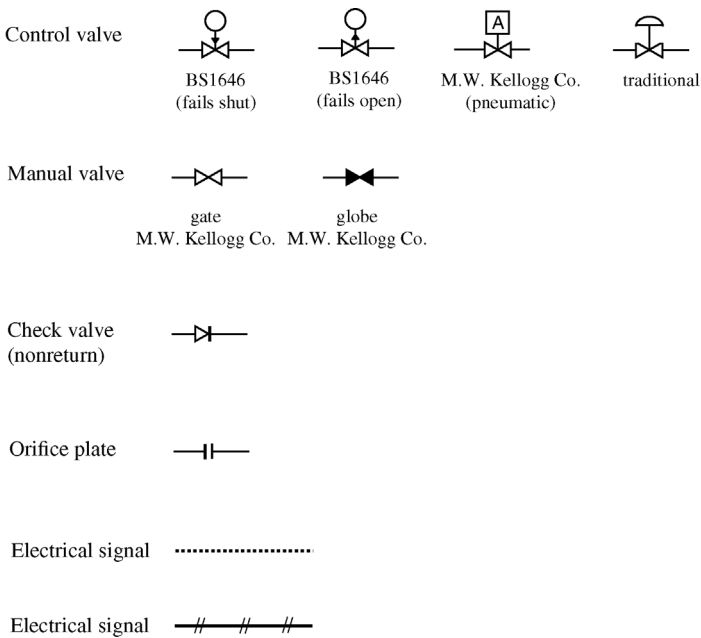 Control valve
A
BS1646
(fails shut)
BS1646
(fails open)
M.W. Kellogg Co.
(pneumatic)
traditional
Manual valve
gate
M.W. Kellogg Co.
globe
M.W. Kellogg Co.
Check valve
(nonreturn)
Orifice plate
Electrical signal
Electrical signal